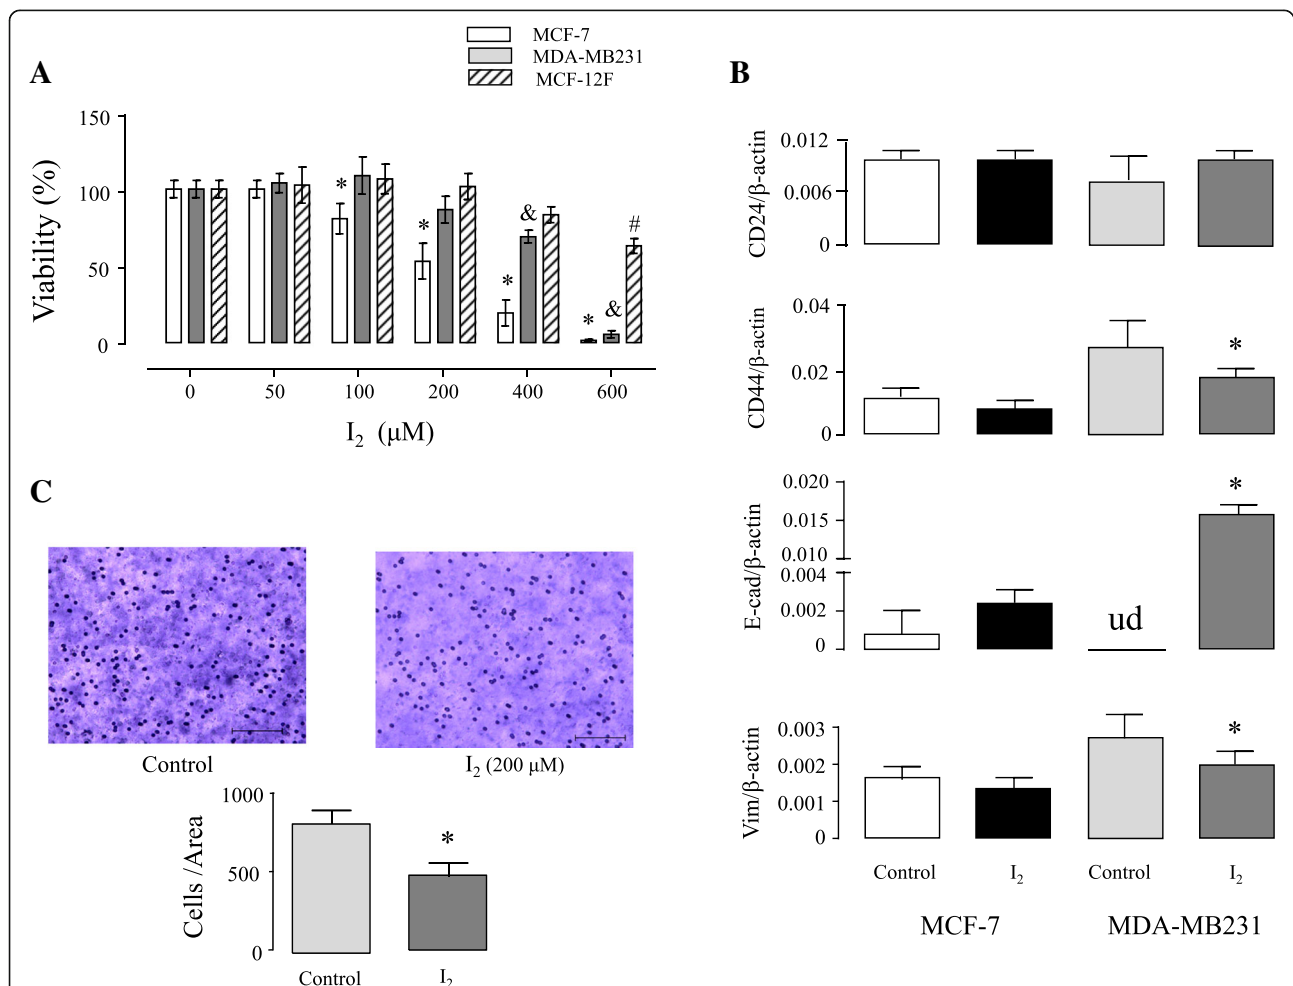 MCF-7
MDA-MB231
MCF-12F
A
150
100
50
0
Viability (%)
*
*
*
*
&
&
#
0 50 100 200 400 600
I₂ (µM)
B
0.012
0.006
0
CD24/β-actin
0.04
0.02
0
CD44/β-actin
*
0.020
0.015
0.010
0.004
0.002
0
E-cad/β-actin
ud
*
0.003
0.002
0.001
0
Vim/β-actin
*
Control I₂ Control I₂
MCF-7 MDA-MB231
C
Control
I₂ (200 µM)
1000
500
0
Cells /Area
*
Control I₂